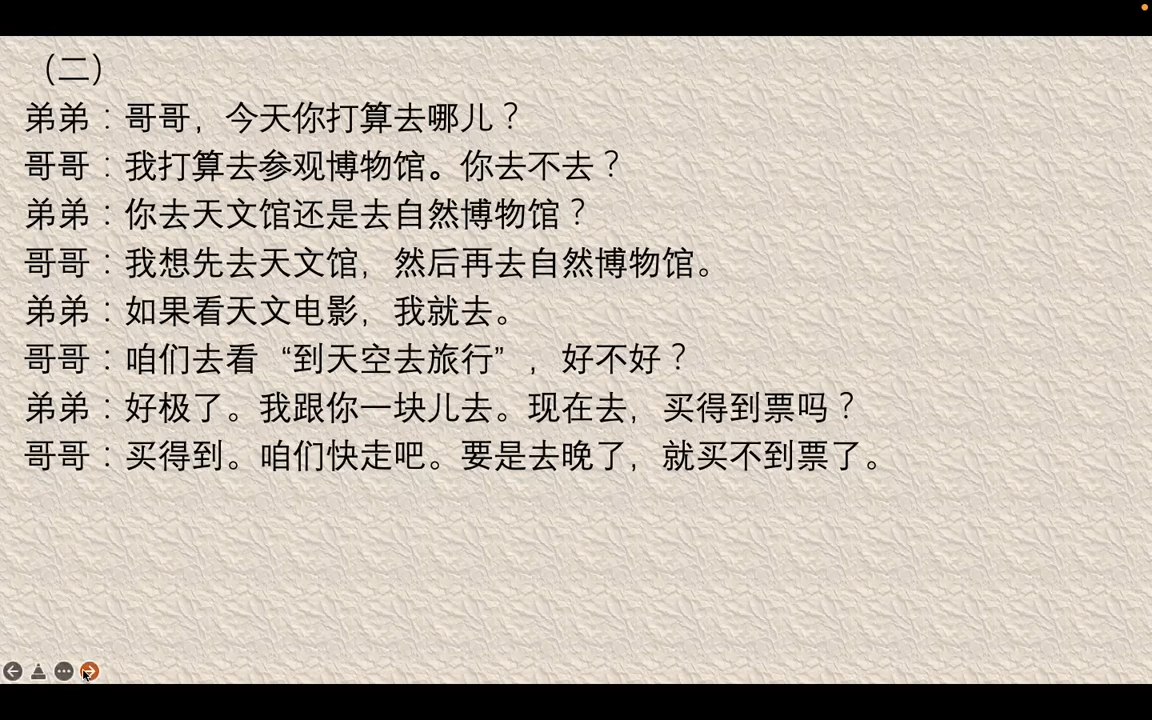 （二）
弟弟：哥哥，今天你打算去哪儿？
哥哥：我打算去参观博物馆。你去不去？
弟弟：你去天文馆还是去自然博物馆？
哥哥：我想先去天文馆，然后再去自然博物馆。
弟弟：如果看天文电影，我就去。
哥哥：咱们去看 “到天空去旅行” ，好不好？
弟弟：好极了。我跟你一块儿去。现在去，买得到票吗？
哥哥：买得到。咱们快走吧。要是去晚了，就买不到票了。